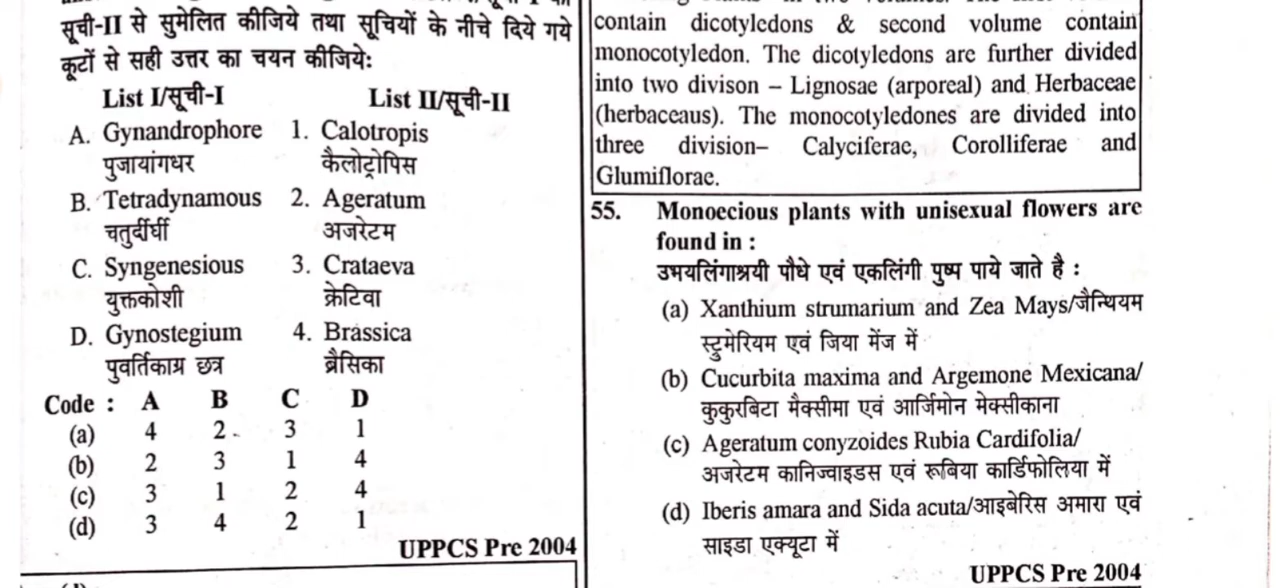 सूची-II से सुमेलित कीजिये तथा सूचियों के नीचे दिये गये
कूटों से सही उत्तर का चयन कीजियेः
List I/सूची-I List II/सूची-II
A. Gynandrophore 1. Calotropis
पुजायांगधर कैलोट्रोपिस
B. Tetradynamous 2. Ageratum
चतुर्दीर्घी अजरेटम
C. Syngenesious 3. Crataeva
युक्तकोशी क्रेटिवा
D. Gynostegium 4. Brassica
पुवर्तिकाग्र छत्र ब्रैसिका
Code : A B C D
(a) 4 2 3 1
(b) 2 3 1 4
(c) 3 1 2 4
(d) 3 4 2 1
UPPCS Pre 2004
contain dicotyledons & second volume contain
monocotyledon. The dicotyledons are further divided
into two divison – Lignosae (arporeal) and Herbaceae
(herbaceaus). The monocotyledones are divided into
three division– Calyciferae, Corolliferae and
Glumiflorae.
55. Monoecious plants with unisexual flowers are
found in :
उभयलिंगाश्रयी पौधे एवं एकलिंगी पुष्प पाये जाते है :
(a) Xanthium strumarium and Zea Mays/जैन्थियम
स्ट्रुमेरियम एवं जिया मेंज में
(b) Cucurbita maxima and Argemone Mexicana/
कुकुरबिटा मैक्सीमा एवं आर्जिमोन मेक्सीकाना
(c) Ageratum conyzoides Rubia Cardifolia/
अजरेटम कानिज्वाइडस एवं रूबिया कार्डिफोलिया में
(d) Iberis amara and Sida acuta/आइबेरिस अमारा एवं
साइडा एक्यूटा में
UPPCS Pre 2004